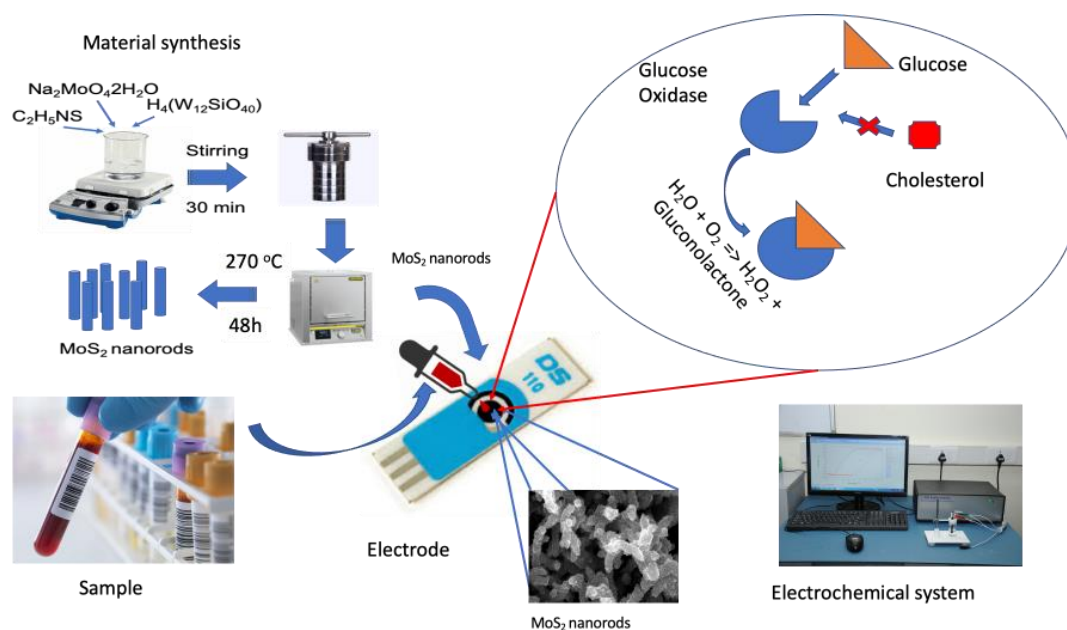 Material synthesis
Na₂MoO₄2H₂O
H₄(W₁₂SiO₄₀)
C₂H₅NS
Stirring
30 min
270 °C
48h
MoS₂ nanorods
MoS₂ nanorods
Glucose
Oxidase
Glucose
Cholesterol
H₂O + O₂ => H₂O₂ +
Gluconolactone
DS
110
Sample
Electrode
MoS₂ nanorods
Electrochemical system